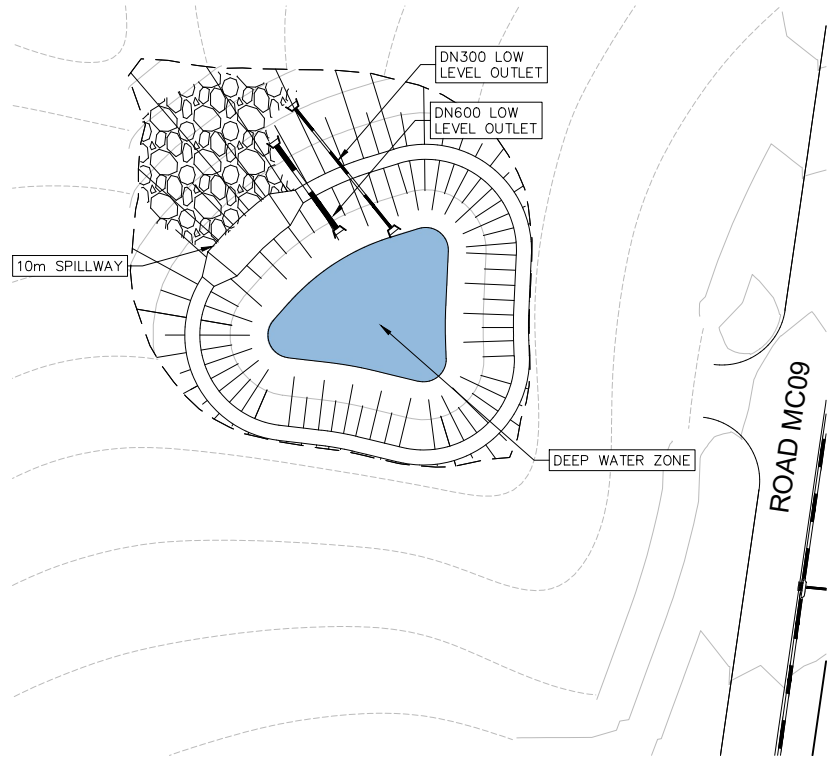 DN300 LOW
LEVEL OUTLET
DN600 LOW
LEVEL OUTLET
10m SPILLWAY
DEEP WATER ZONE
ROAD MC09